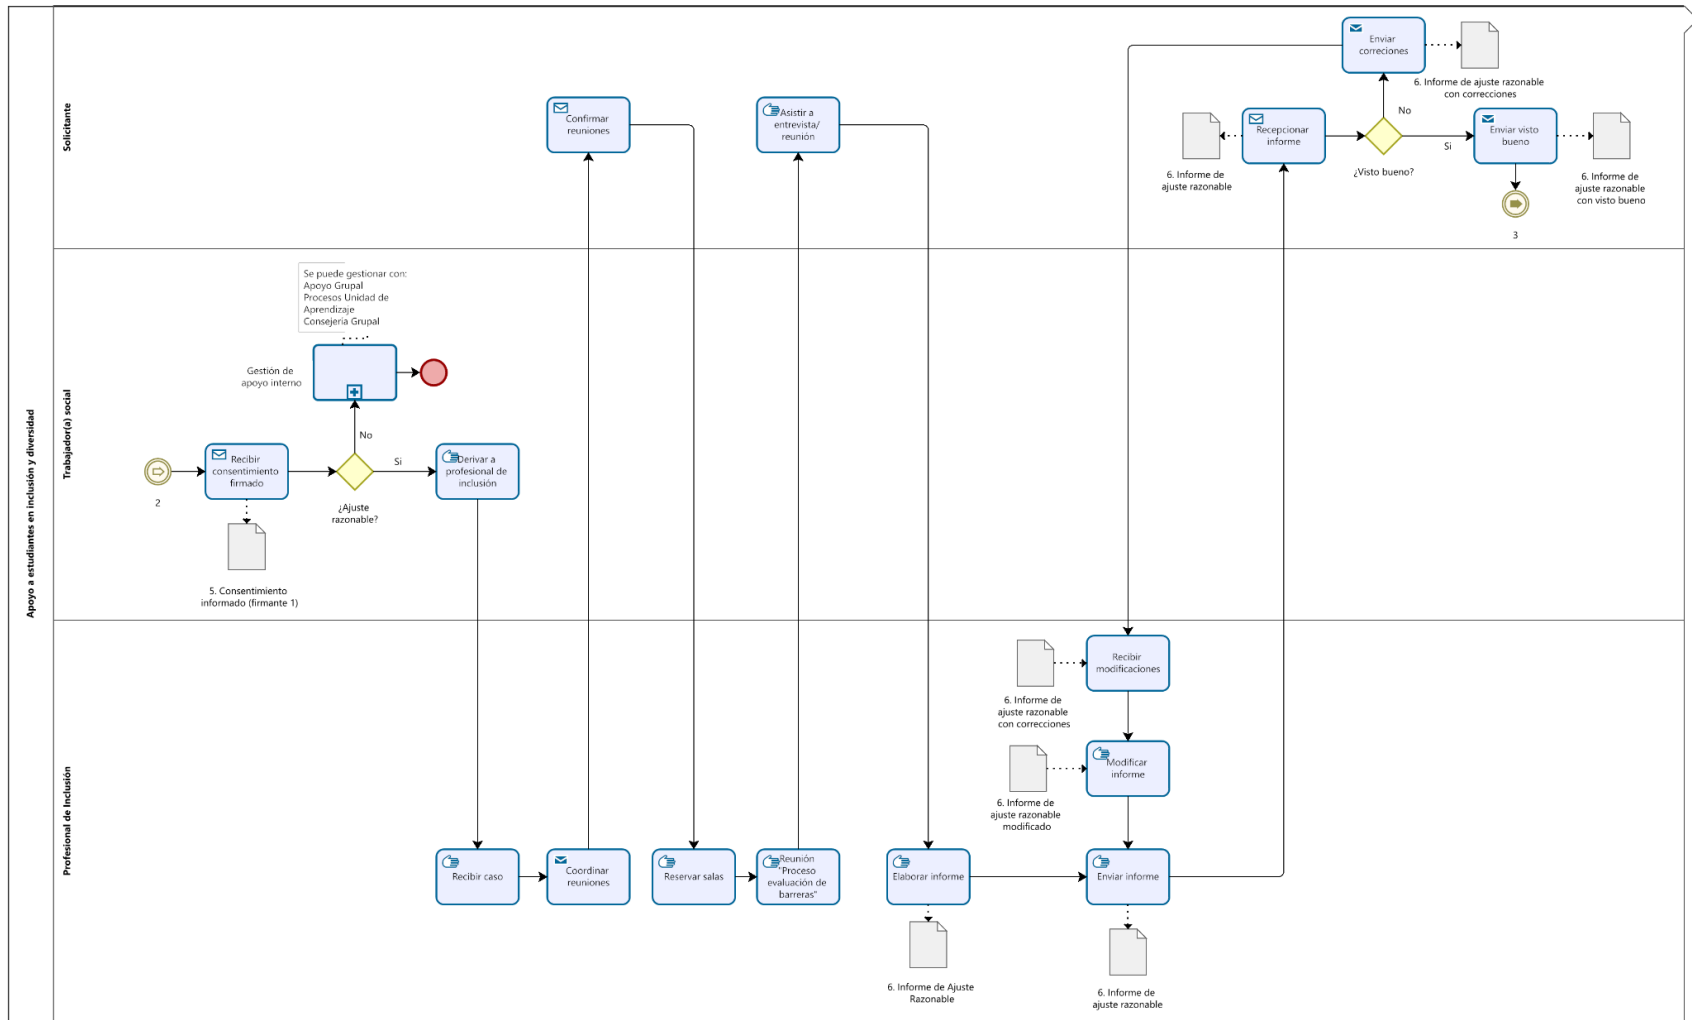 Apoyo a estudiantes en inclusión y diversidad
Solicitante
Confirmar
reuniones
Asistir a
entrevista/
reunión
Enviar
correciones
6. Informe de ajuste razonable
con correcciones
No
Recepcionar
informe
6. Informe de
ajuste razonable
¿Visto bueno?
Si
Enviar visto
bueno
6. Informe de
ajuste razonable
con visto bueno
3
Trabajador(a) social
Se puede gestionar con:
Apoyo Grupal
Procesos Unidad de
Aprendizaje
Consejeria Grupal
Gestión de
apoyo interno
No
2
Recibir
consentimiento
firmado
5. Consentimiento
informado (firmante 1)
¿Ajuste
razonable?
Si
Derivar a
profesional de
inclusión
Profesional de Inclusión
Recibir
modificaciones
6. Informe de
ajuste razonable
con correcciones
Modificar
informe
6. Informe de
ajuste razonable
modificado
Recibir caso
Coordinar
reuniones
Reservar salas
Reunión
"Proceso
evaluación de
barreras"
Elaborar informe
6. Informe de Ajuste
Razonable
Enviar informe
6. Informe de
ajuste razonable